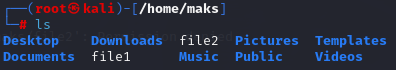 ┌──(root㉿kali)-[/home/maks]
└─# ls
Desktop Downloads file2 Pictures Templates
Documents file1 Music Public Videos